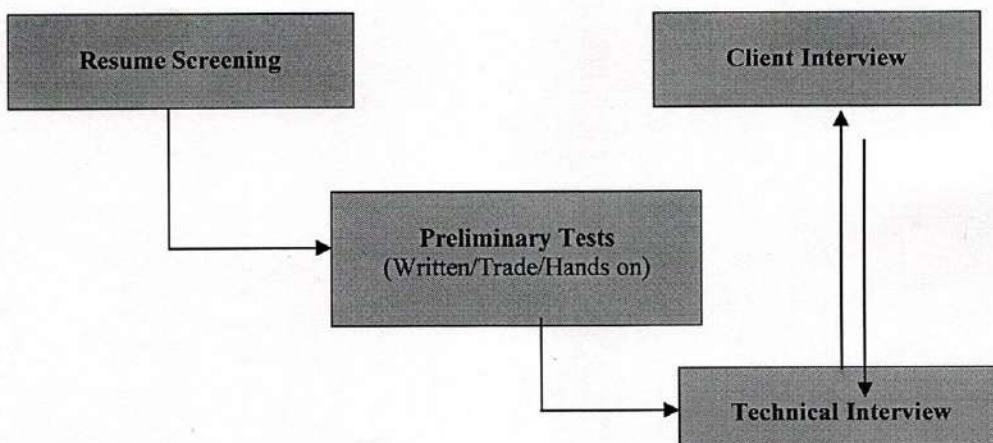 Resume Screening
Client Interview
Preliminary Tests
(Written/Trade/Hands on)
Technical Interview